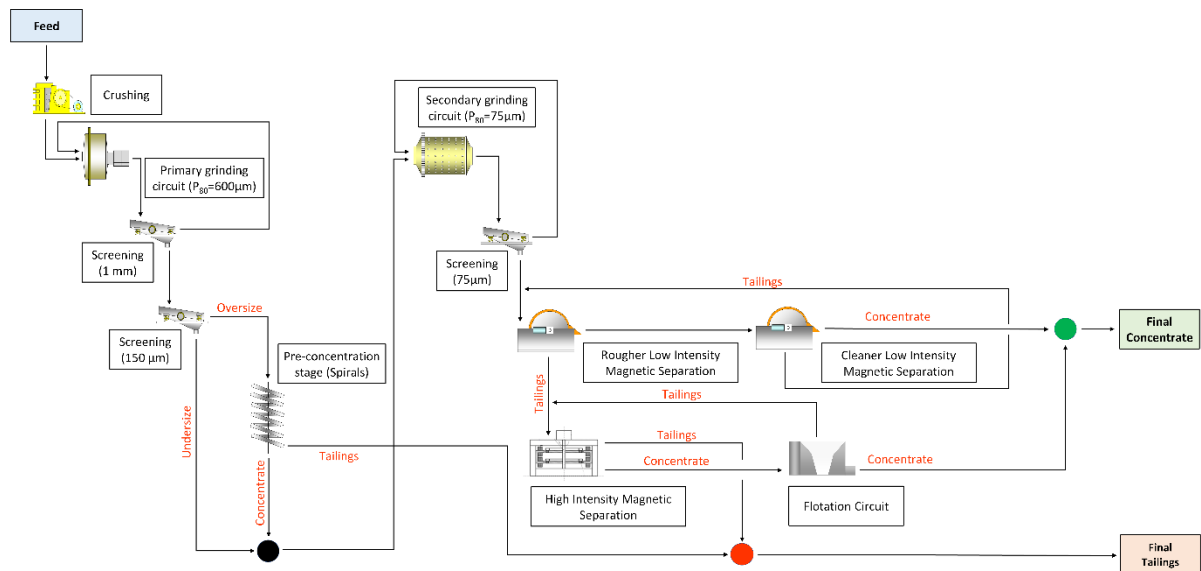 Feed
Crushing
Primary grinding
circuit (P80=600µm)
Screening
(1 mm)
Oversize
Screening
(150 µm)
Pre-concentration
stage (Spirals)
Undersize
Concentrate
Tailings
Secondary grinding
circuit (P80=75µm)
Screening
(75µm)
Tailings
Concentrate
Rougher Low Intensity
Magnetic Separation
Cleaner Low Intensity
Magnetic Separation
Final
Concentrate
Tailings
Tailings
Tailings
Concentrate
Concentrate
High Intensity Magnetic
Separation
Flotation Circuit
Final
Tailings